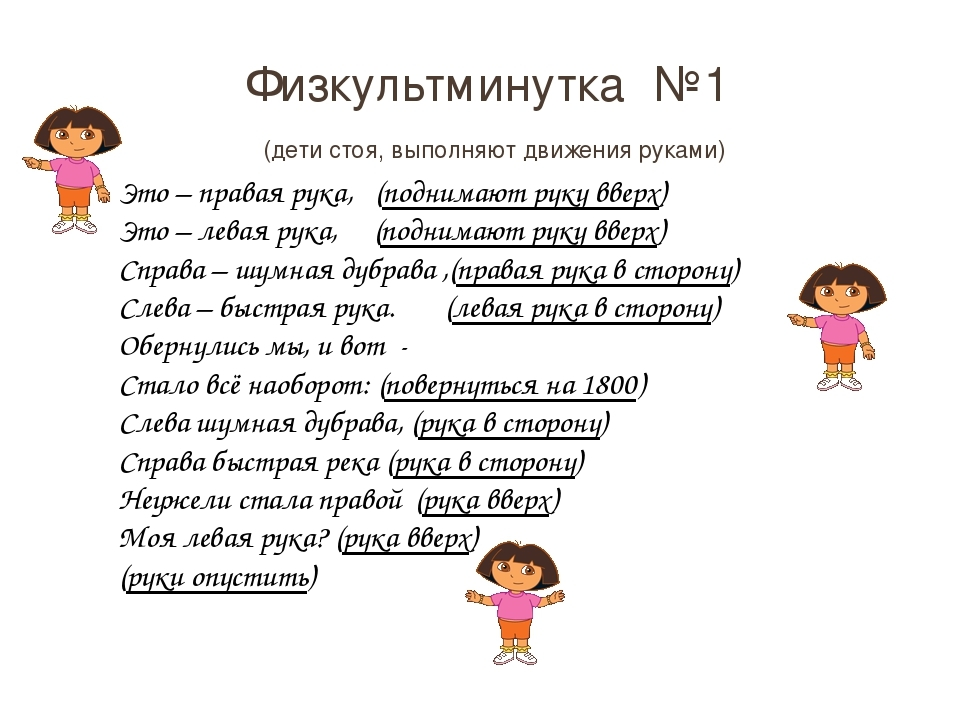 Физкультминутка №1
(дети стоя, выполняют движения руками)
Это – правая рука, (поднимают руку вверх)
Это – левая рука, (поднимают руку вверх)
Справа – шумная дубрава ,(правая рука в сторону)
Слева – быстрая рука. (левая рука в сторону)
Обернулись мы, и вот -
Стало всё наоборот: (повернуться на 1800)
Слева шумная дубрава, (рука в сторону)
Справа быстрая река (рука в сторону)
Неужели стала правой (рука вверх)
Моя левая рука? (рука вверх)
(руки опустить)